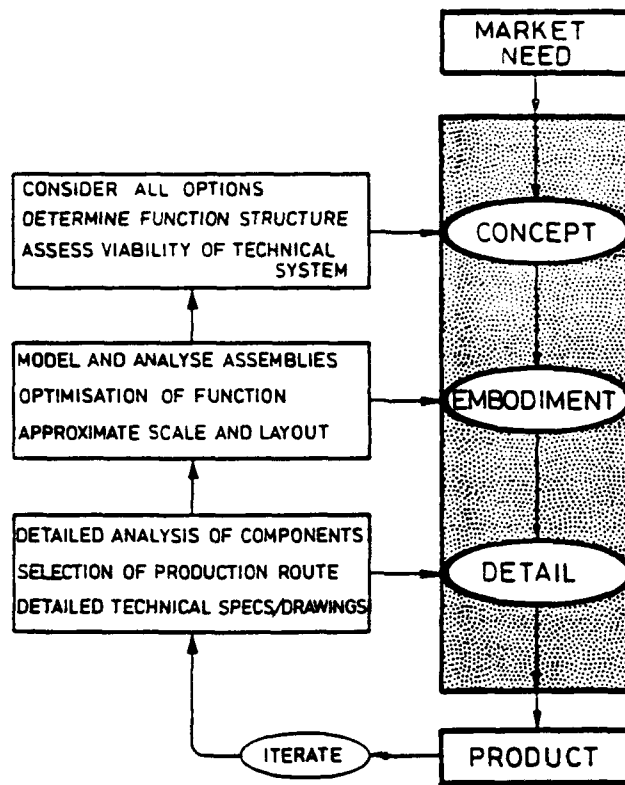 MARKET
NEED
CONSIDER ALL OPTIONS
DETERMINE FUNCTION STRUCTURE
ASSESS VIABILITY OF TECHNICAL
SYSTEM
CONCEPT
MODEL AND ANALYSE ASSEMBLIES
OPTIMISATION OF FUNCTION
APPROXIMATE SCALE AND LAYOUT
EMBODIMENT
DETAILED ANALYSIS OF COMPONENTS
SELECTION OF PRODUCTION ROUTE
DETAILED TECHNICAL SPECS/DRAWINGS
DETAIL
ITERATE
PRODUCT